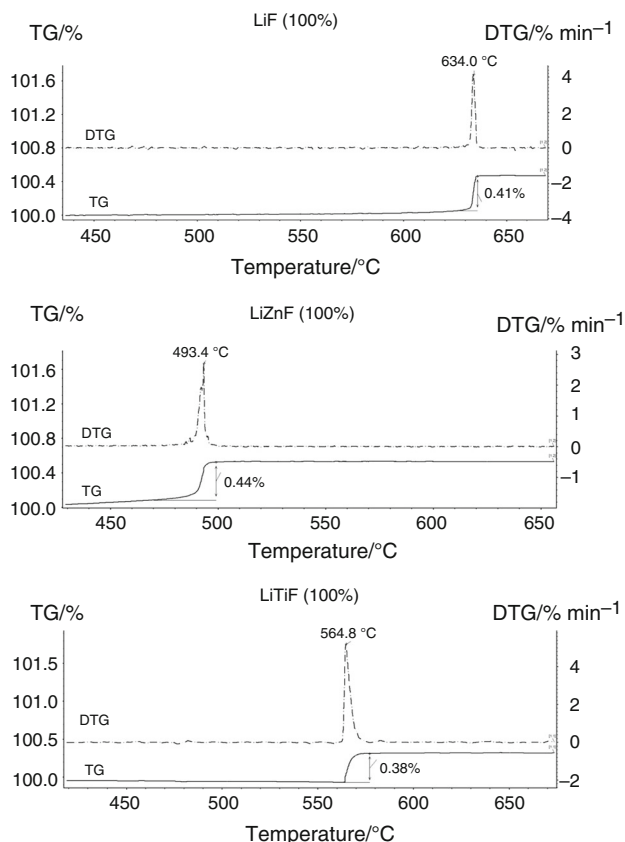 LiF (100%)
TG/%
DTG/% min⁻¹
634.0 °C
101.6
101.2
100.8
100.4
100.0
4
2
0
−2
−4
DTG
TG
0.41%
450 500 550 600 650
Temperature/°C
LiZnF (100%)
TG/%
DTG/% min⁻¹
493.4 °C
101.6
101.2
100.8
100.4
100.0
3
2
1
0
−1
DTG
TG
0.44%
450 500 550 600 650
Temperature/°C
LiTiF (100%)
TG/%
DTG/% min⁻¹
564.8 °C
101.5
101.0
100.5
100.0
4
2
0
−2
DTG
TG
0.38%
450 500 550 600 650
Temperature/°C